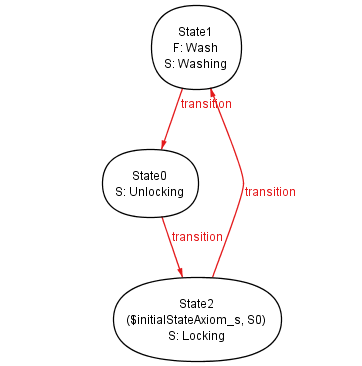 State1
F: Wash
S: Washing
transition
State0
S: Unlocking
transition
transition
State2
($initialStateAxiom_s, S0)
S: Locking